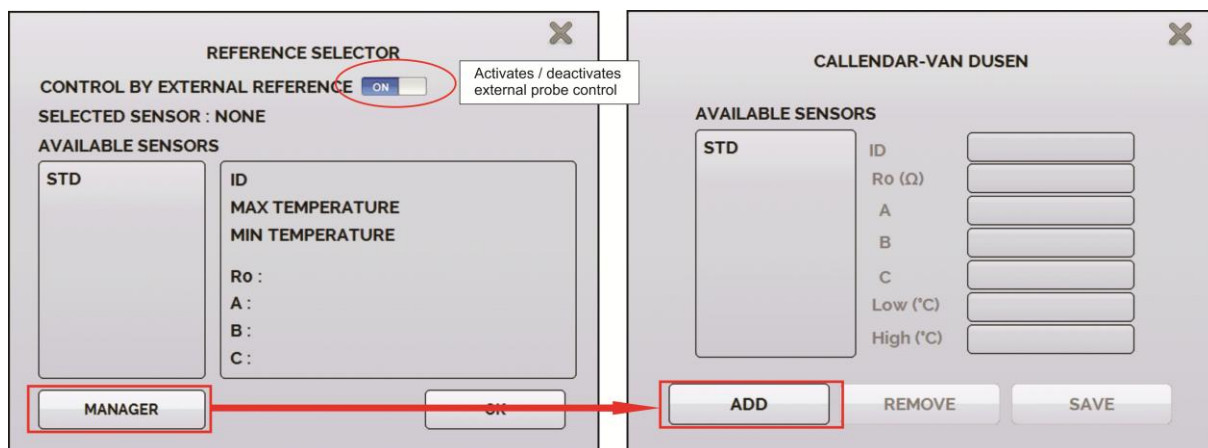 REFERENCE SELECTOR
CONTROL BY EXTERNAL REFERENCE ON
Activates / deactivates
external probe control
SELECTED SENSOR : NONE
AVAILABLE SENSORS
STD
ID
MAX TEMPERATURE
MIN TEMPERATURE
Ro :
A :
B :
C :
MANAGER
OK
CALLENDAR-VAN DUSEN
AVAILABLE SENSORS
STD
ID
Ro (Ω)
A
B
C
Low (°C)
High (°C)
ADD
REMOVE
SAVE